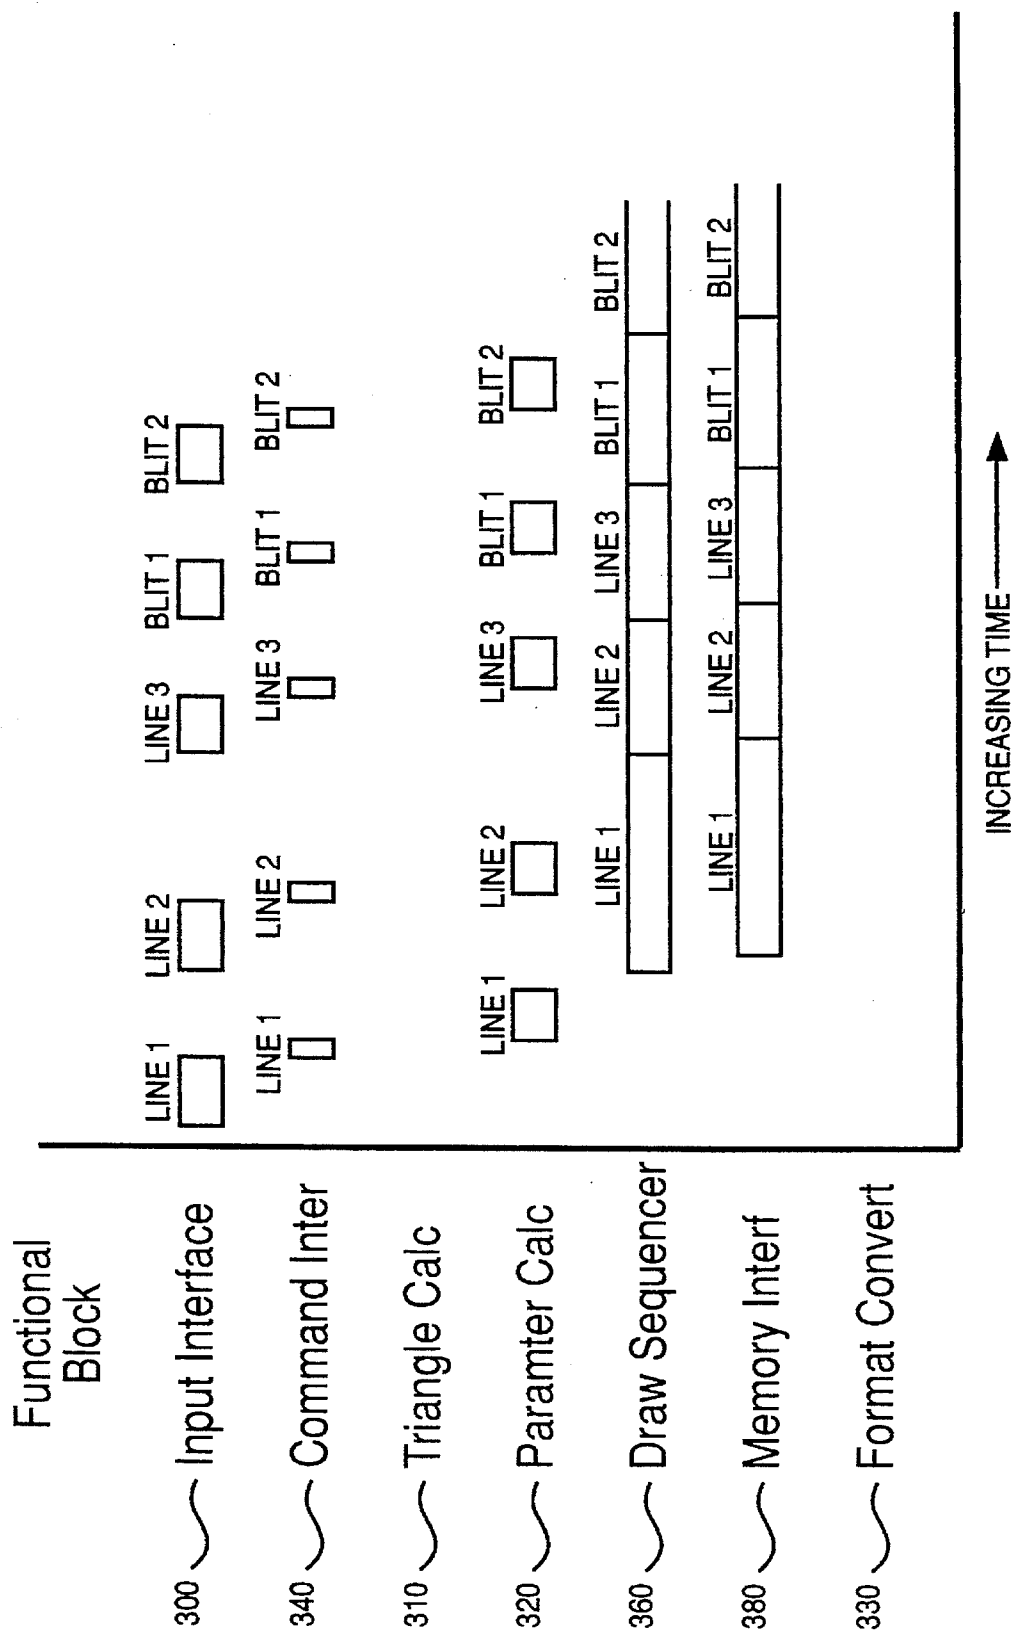 Functional
Block
300 Input Interface
LINE 1 LINE 2 LINE 3 BLIT 1 BLIT 2
340 Command Inter
LINE 1 LINE 2 LINE 3 BLIT 1 BLIT 2
310 Triangle Calc
320 Paramter Calc
LINE 1 LINE 2 LINE 3 BLIT 1 BLIT 2
360 Draw Sequencer
LINE 1 LINE 2 LINE 3 BLIT 1 BLIT 2
380 Memory Interf
LINE 1 LINE 2 LINE 3 BLIT 1 BLIT 2
330 Format Convert
INCREASING TIME